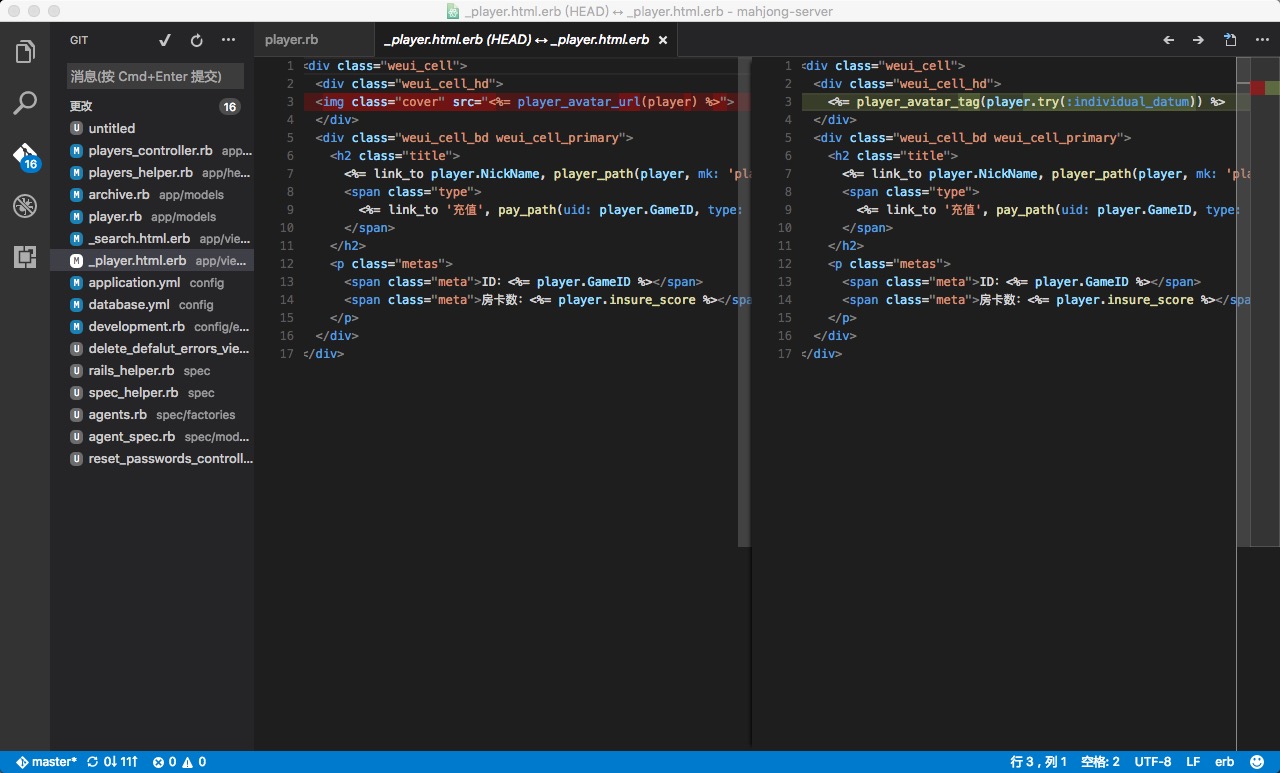 _player.html.erb (HEAD) ↔ _player.html.erb - mahjong-server
GIT
player.rb
_player.html.erb (HEAD) ↔ _player.html.erb
消息(按 Cmd+Enter 提交)
更改 16
U untitled
M players_controller.rb app...
M players_helper.rb app/he...
M archive.rb app/models
M player.rb app/models
M _search.html.erb app/vie...
M _player.html.erb app/vie...
M application.yml config
M database.yml config
M development.rb config/e...
U delete_defalut_errors_vie...
U rails_helper.rb spec
U spec_helper.rb spec
U agents.rb spec/factories
U agent_spec.rb spec/mod...
U reset_passwords_controll...
16
1 <div class="weui_cell">
2 <div class="weui_cell_hd">
3 <img class="cover" src="<%= player_avatar_url(player) %>">
4 </div>
5 <div class="weui_cell_bd weui_cell_primary">
6 <h2 class="title">
7 <%= link_to player.NickName, player_path(player, mk: 'pla
8 <span class="type">
9 <%= link_to '充值', pay_path(uid: player.GameID, type:
10 </span>
11 </h2>
12 <p class="metas">
13 <span class="meta">ID：<%= player.GameID %></span>
14 <span class="meta">房卡数：<%= player.insure_score %></spa
15 </p>
16 </div>
17 </div>
1 <div class="weui_cell">
2 <div class="weui_cell_hd">
3 <%= player_avatar_tag(player.try(:individual_datum)) %>
4 </div>
5 <div class="weui_cell_bd weui_cell_primary">
6 <h2 class="title">
7 <%= link_to player.NickName, player_path(player, mk: 'pla
8 <span class="type">
9 <%= link_to '充值', pay_path(uid: player.GameID, type:
10 </span>
11 </h2>
12 <p class="metas">
13 <span class="meta">ID：<%= player.GameID %></span>
14 <span class="meta">房卡数：<%= player.insure_score %></spa
15 </p>
16 </div>
17 </div>
master* 0↓ 11↑ 0 0
行 3，列 1 空格: 2 UTF-8 LF erb